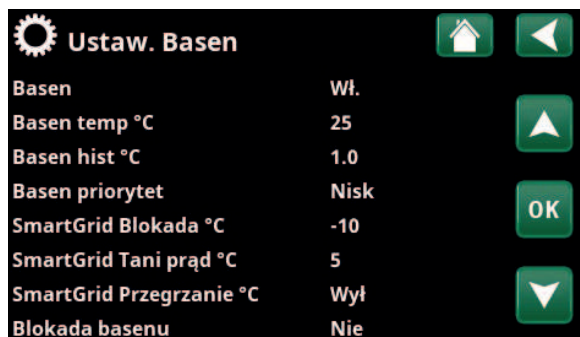 Ustaw. Basen
Basen Wł.
Basen temp °C 25
Basen hist °C 1.0
Basen priorytet Nisk
SmartGrid Blokada °C -10
SmartGrid Tani prąd °C 5
SmartGrid Przegrzanie °C Wył
Blokada basenu Nie
OK